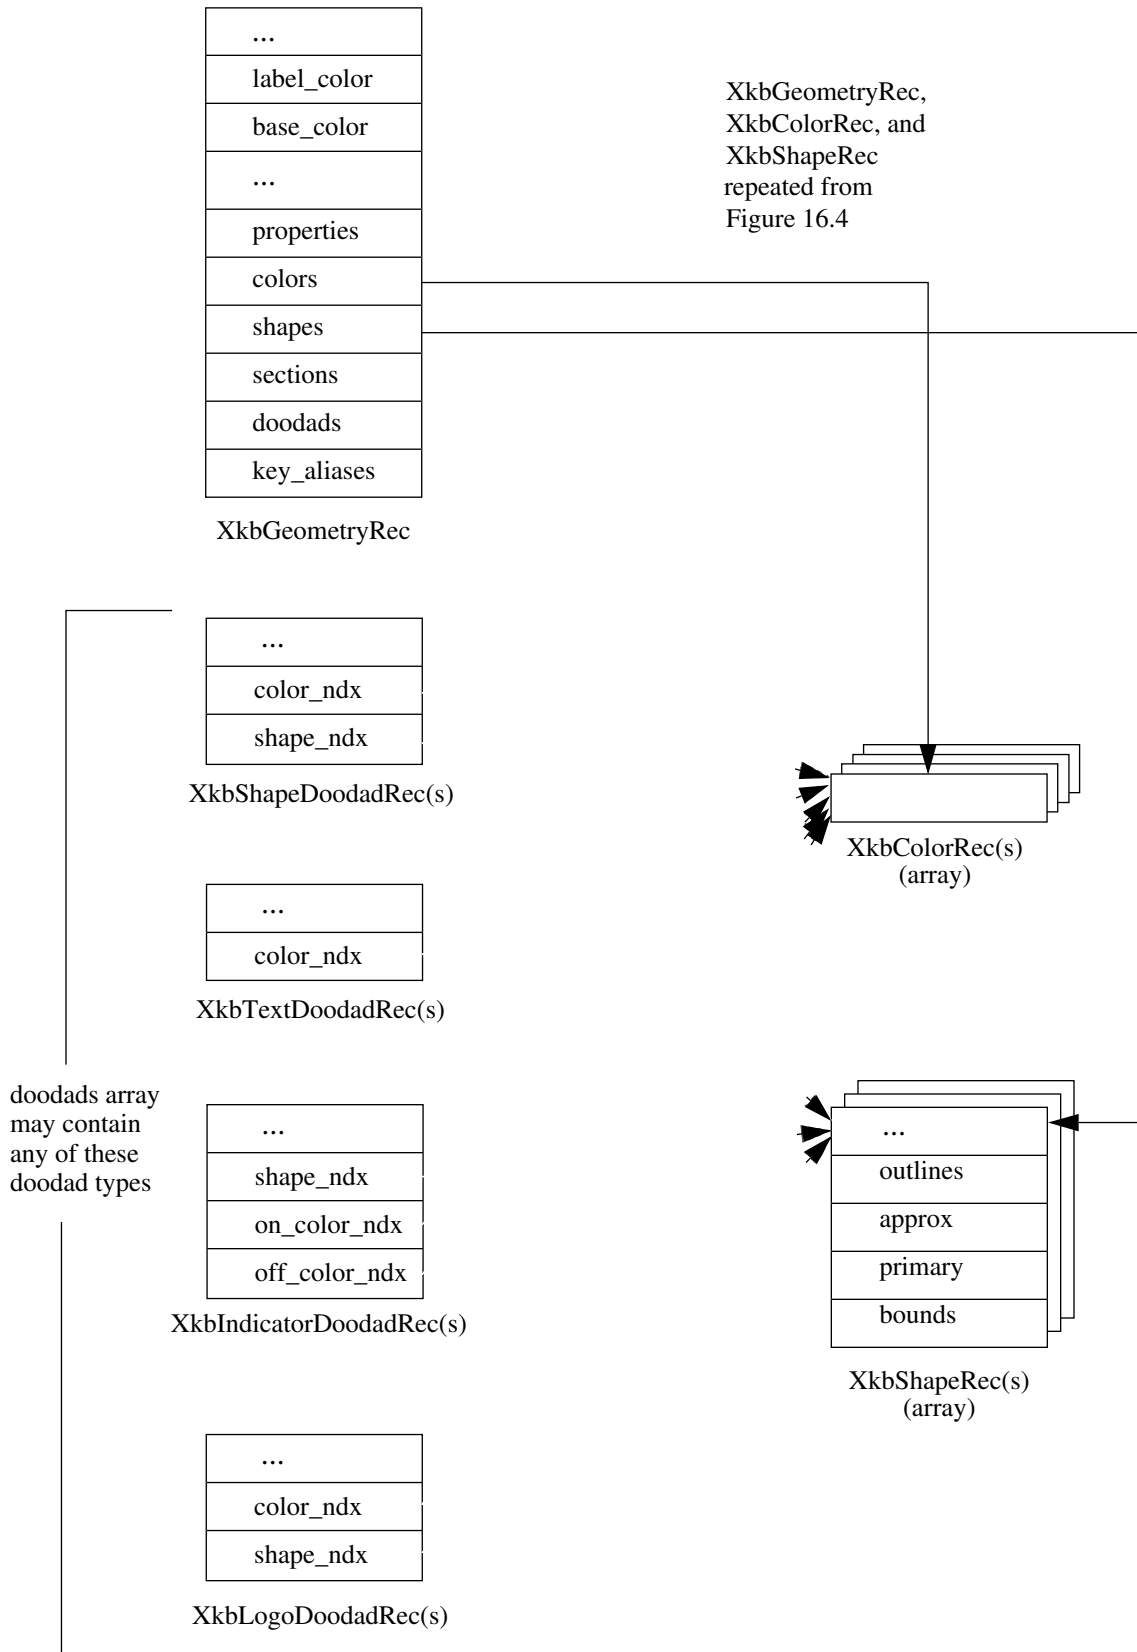 ...
label_color
base_color
...
properties
colors
shapes
sections
doodads
key_aliases
XkbGeometryRec
XkbGeometryRec,
XkbColorRec, and
XkbShapeRec
repeated from
Figure 16.4
...
color_ndx
shape_ndx
XkbShapeDoodadRec(s)
XkbColorRec(s)
(array)
...
color_ndx
XkbTextDoodadRec(s)
doodads array
may contain
any of these
doodad types
...
shape_ndx
on_color_ndx
off_color_ndx
XkbIndicatorDoodadRec(s)
...
outlines
approx
primary
bounds
XkbShapeRec(s)
(array)
...
color_ndx
shape_ndx
XkbLogoDoodadRec(s)